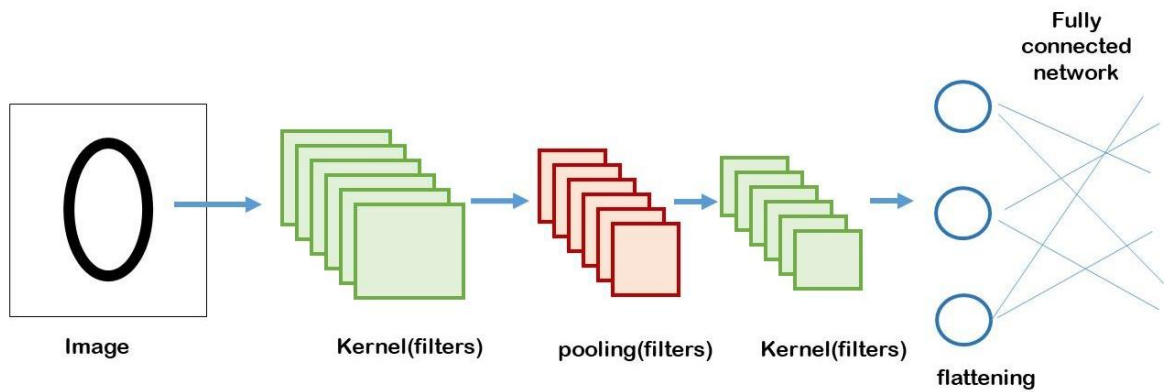 Fully
connected
network
Image
Kernel(filters)
pooling(filters)
Kernel(filters)
flattening